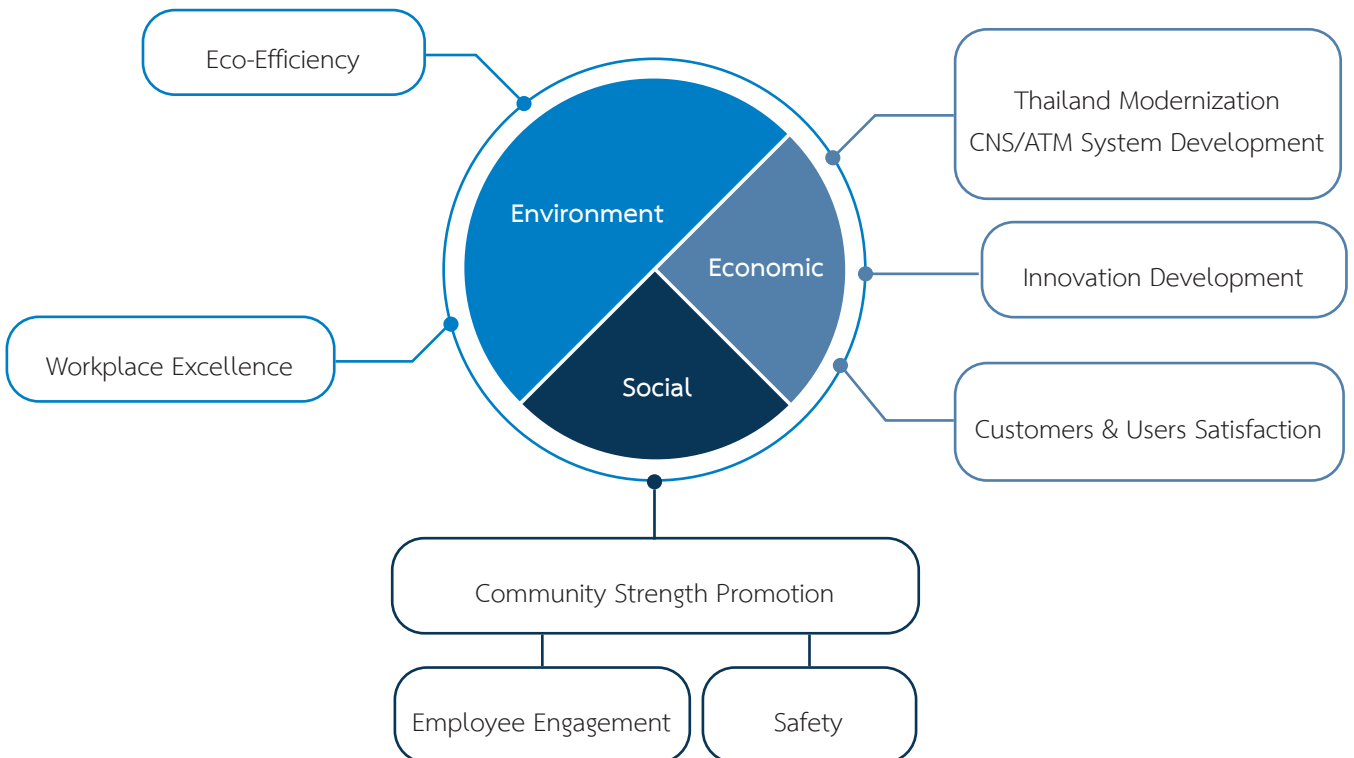 Eco-Efficiency
Thailand Modernization
CNS/ATM System Development
Environment
Economic
Innovation Development
Workplace Excellence
Social
Customers & Users Satisfaction
Community Strength Promotion
Employee Engagement
Safety